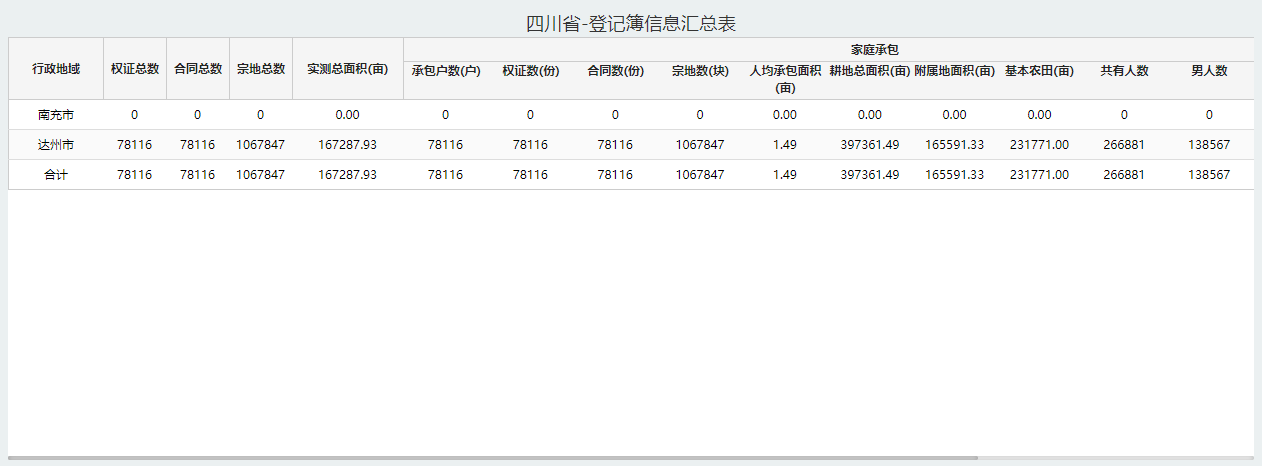 四川省-登记簿信息汇总表
行政地域 权证总数 合同总数 宗地总数 实测总面积(亩) 家庭承包
承包户数(户) 权证数(份) 合同数(份) 宗地数(块) 人均承包面积(亩) 耕地总面积(亩) 附属地面积(亩) 基本农田(亩) 共有人数 男人数
南充市 0 0 0 0.00 0 0 0 0 0.00 0.00 0.00 0.00 0 0
达州市 78116 78116 1067847 167287.93 78116 78116 78116 1067847 1.49 397361.49 165591.33 231771.00 266881 138567
合计 78116 78116 1067847 167287.93 78116 78116 78116 1067847 1.49 397361.49 165591.33 231771.00 266881 138567